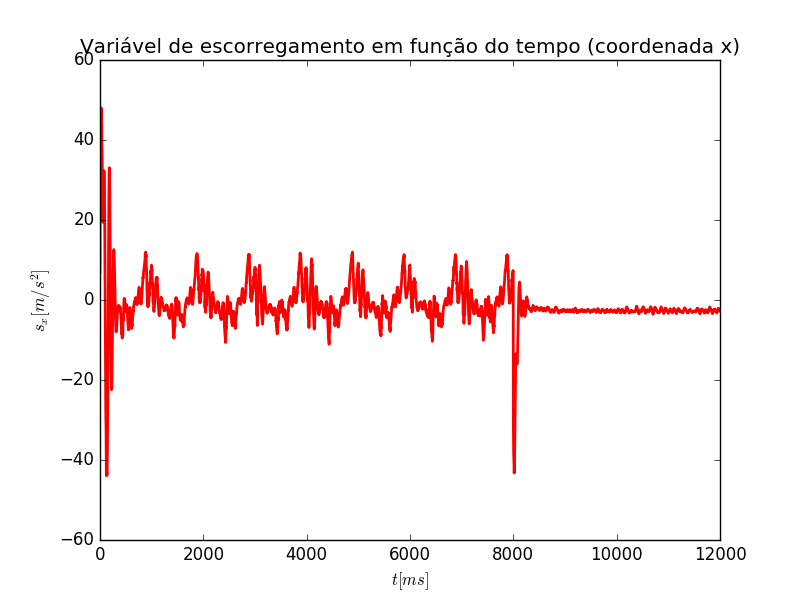 Variável de escorregamento em função do tempo (coordenada x)
60
40
20
0
−20
−40
−60
s_x[m/s^2]
0 2000 4000 6000 8000 10000 12000
t[ms]